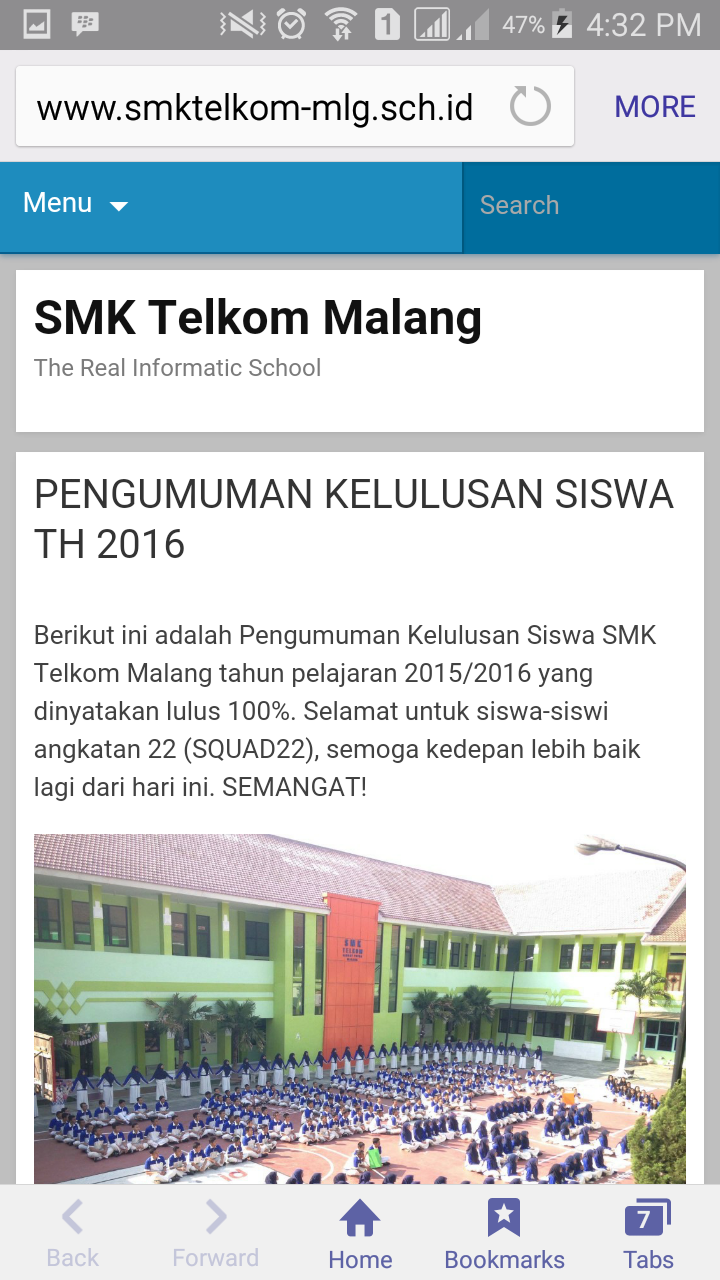 1
47%
4:32 PM
www.smktelkom-mlg.sch.id
MORE
Menu
Search
SMK Telkom Malang
The Real Informatic School
PENGUMUMAN KELULUSAN SISWA
TH 2016
Berikut ini adalah Pengumuman Kelulusan Siswa SMK
Telkom Malang tahun pelajaran 2015/2016 yang
dinyatakan lulus 100%. Selamat untuk siswa-siswi
angkatan 22 (SQUAD22), semoga kedepan lebih baik
lagi dari hari ini. SEMANGAT!
SMK
TELKOM
Back
Forward
Home
Bookmarks
7
Tabs